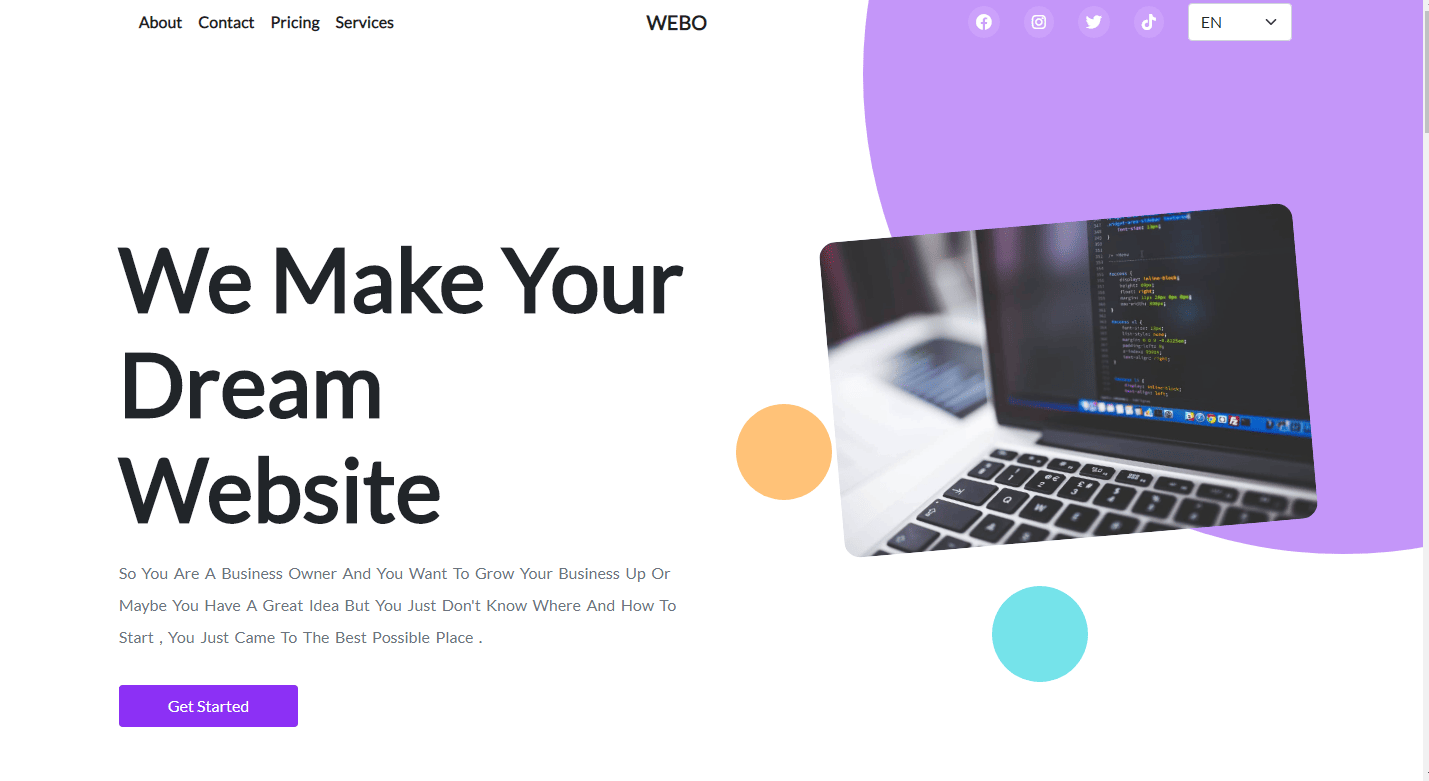 About Contact Pricing Services WEBO EN
We Make Your
Dream
Website
So You Are A Business Owner And You Want To Grow Your Business Up Or
Maybe You Have A Great Idea But You Just Don't Know Where And How To
Start , You Just Came To The Best Possible Place .
Get Started